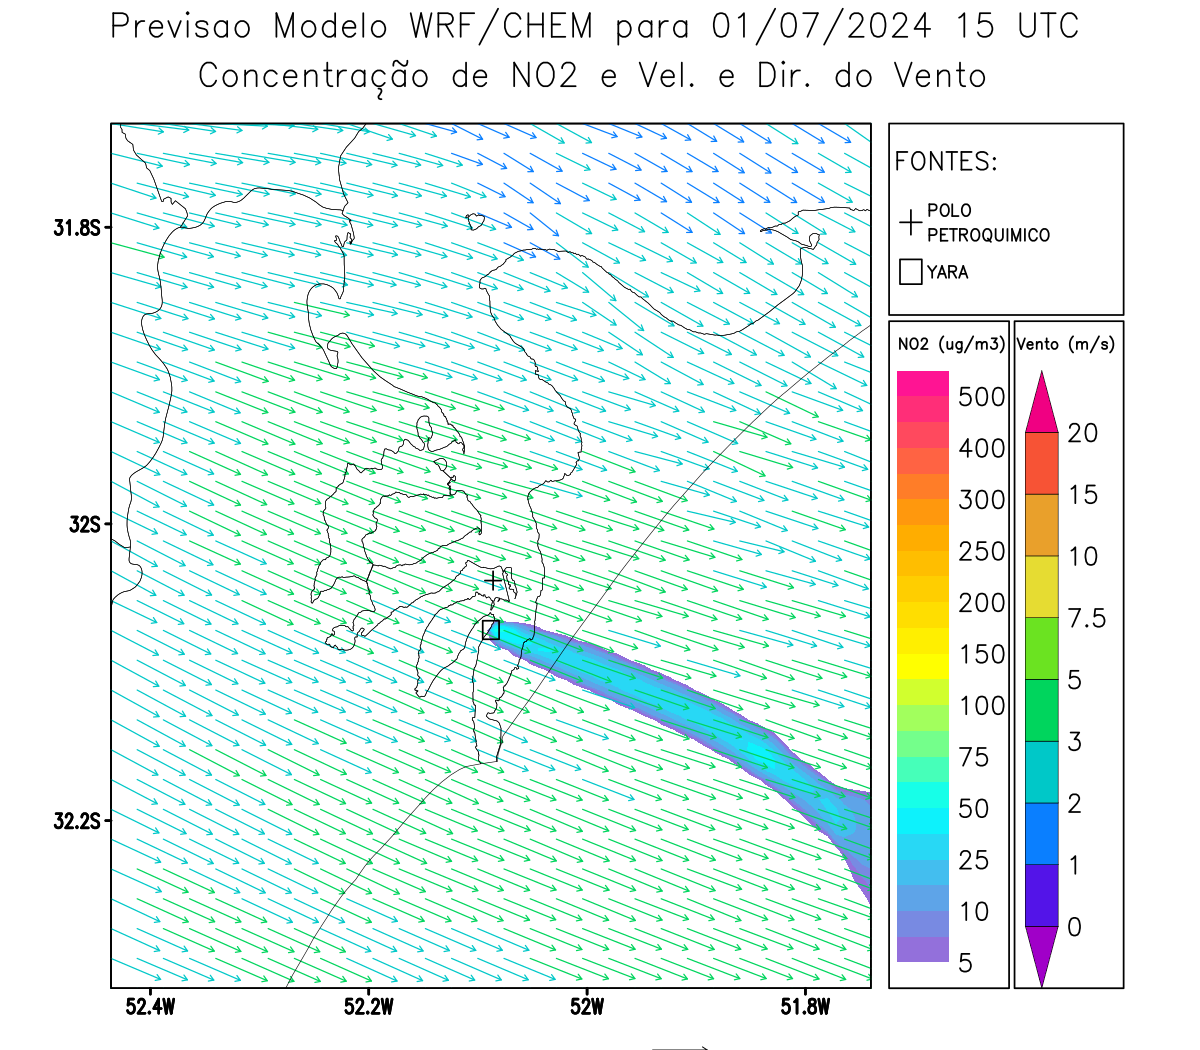 Previsao Modelo WRF/CHEM para 01/07/2024 15 UTC
Concentração de NO2 e Vel. e Dir. do Vento
FONTES:
POLO
PETROQUIMICO
YARA
NO2 (ug/m3)
500
400
300
250
200
150
100
75
50
25
10
5
Vento (m/s)
20
15
10
7.5
5
3
2
1
0
31.8S
32S
32.2S
52.4W
52.2W
52W
51.8W